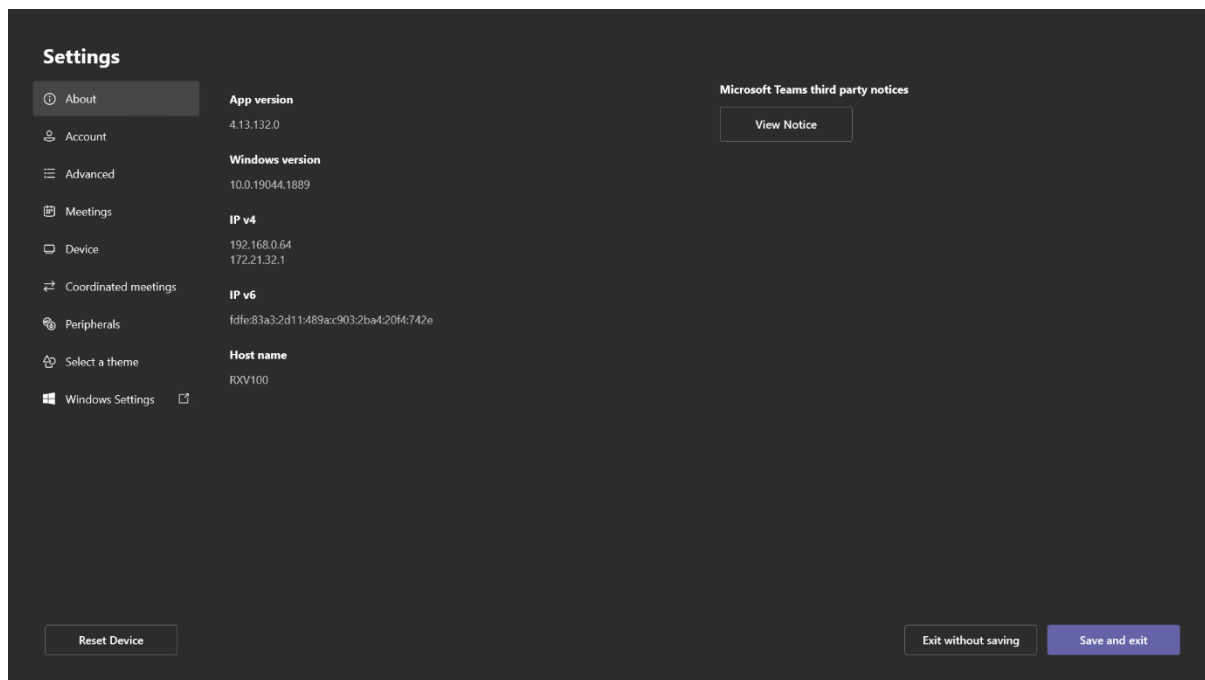 Settings
About
Account
Advanced
Meetings
Device
Coordinated meetings
Peripherals
Select a theme
Windows Settings
App version
4.13.132.0
Windows version
10.0.19044.1889
IP v4
192.168.0.64
172.21.32.1
IP v6
fdfe:83a3:2d11:489a:c903:2ba4:20f4:742e
Host name
RXV100
Microsoft Teams third party notices
View Notice
Reset Device
Exit without saving
Save and exit